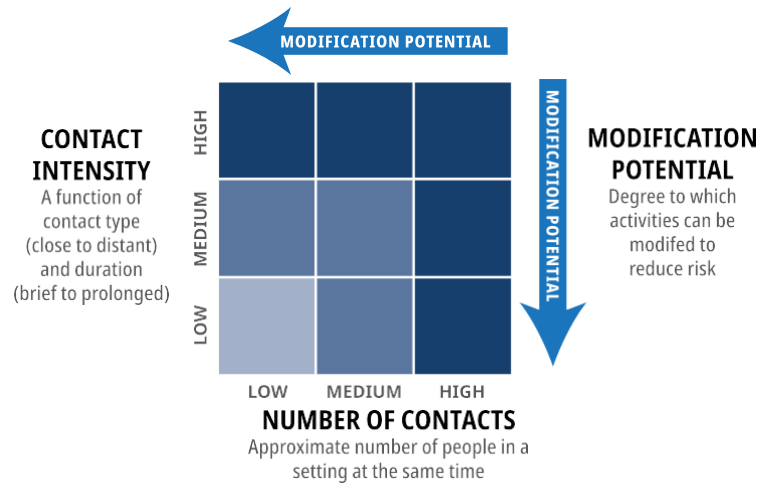 MODIFICATION POTENTIAL
CONTACT
INTENSITY
A function of
contact type
(close to distant)
and duration
(brief to prolonged)
HIGH
MEDIUM
LOW
MODIFICATION POTENTIAL
MODIFICATION
POTENTIAL
Degree to which
activities can be
modifed to
reduce risk
LOW
MEDIUM
HIGH
NUMBER OF CONTACTS
Approximate number of people in a
setting at the same time